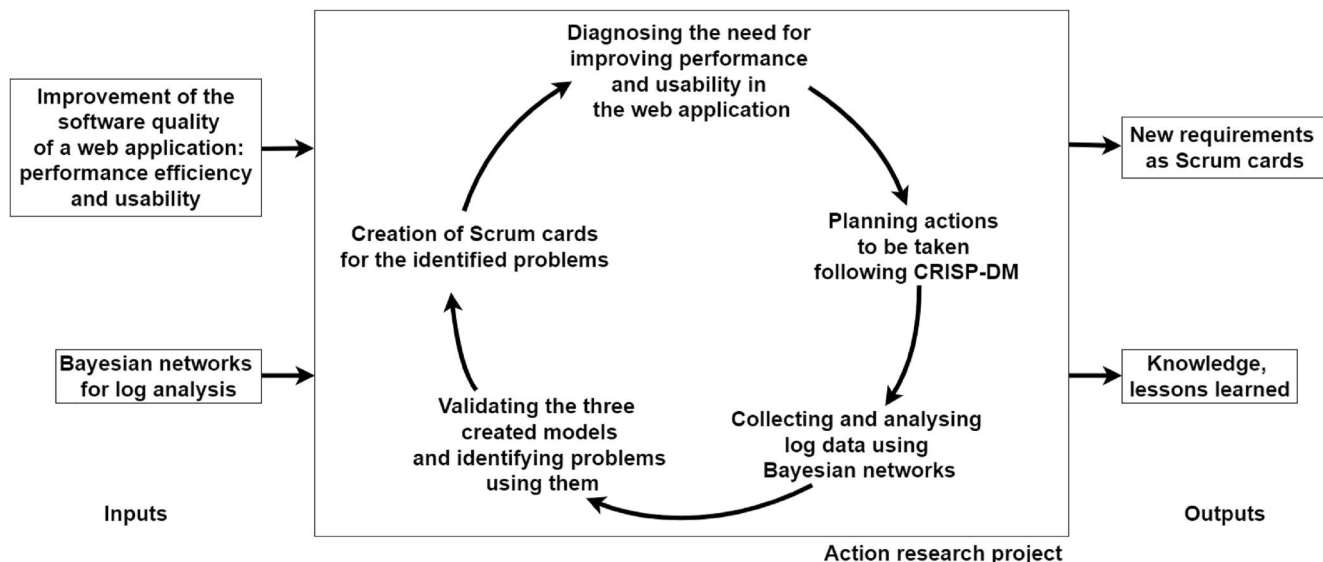 Improvement of the
software quality
of a web application:
performance efficiency
and usability
Bayesian networks
for log analysis
Inputs
Diagnosing the need for
improving performance
and usability in
the web application
Planning actions
to be taken
following CRISP-DM
Collecting and analysing
log data using
Bayesian networks
Validating the three
created models
and identifying problems
using them
Creation of Scrum cards
for the identified problems
Action research project
New requirements
as Scrum cards
Knowledge,
lessons learned
Outputs